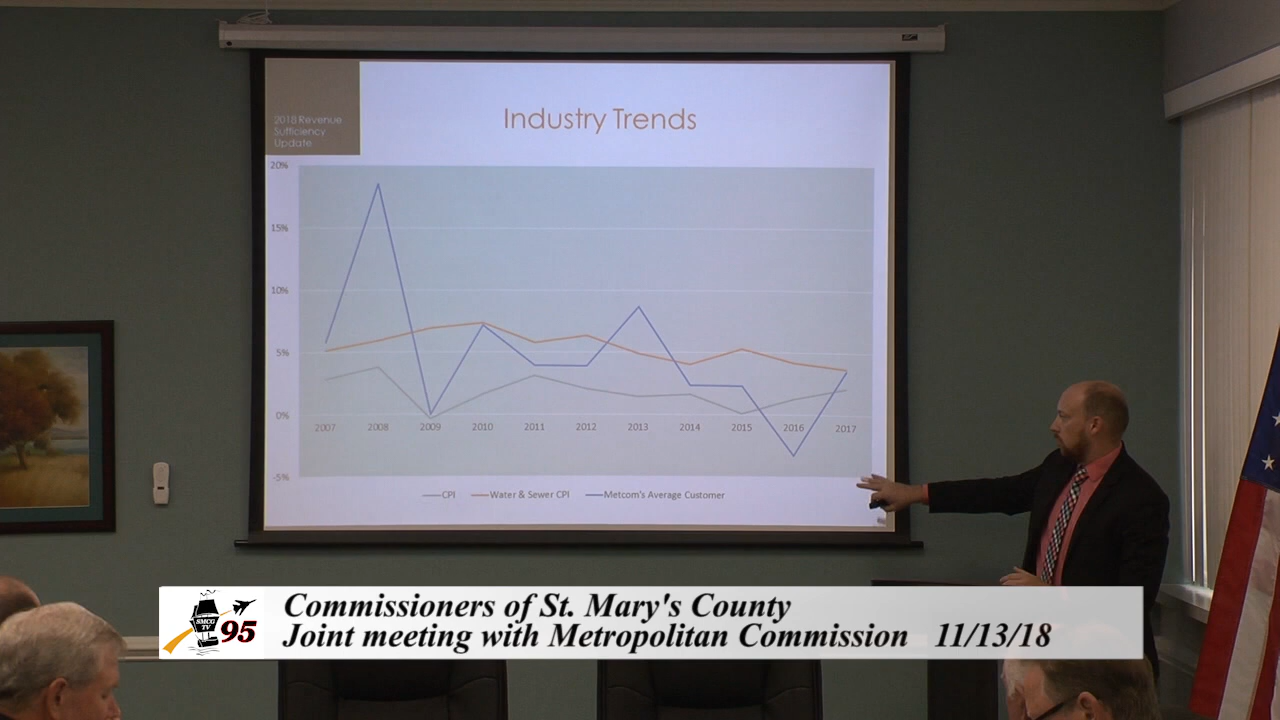 2018 Revenue
Sufficiency
Update
Industry Trends
20%
15%
10%
5%
0%
-5%
2007 2008 2009 2010 2011 2012 2013 2014 2015 2016 2017
CPI Water & Sewer CPI Metcom's Average Customer
SMCG
TV
95
Commissioners of St. Mary's County
Joint meeting with Metropolitan Commission 11/13/18